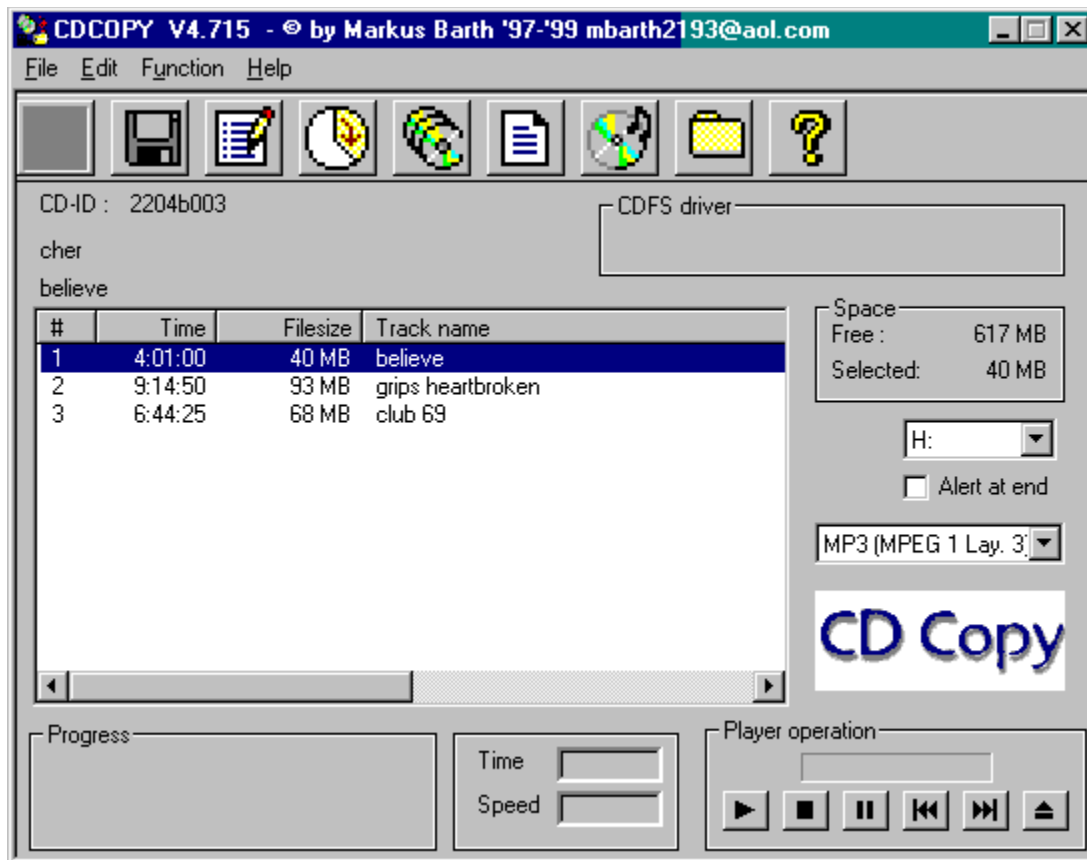 CDCOPY V4.715 - © by Markus Barth '97-'99 mbarth2193@aol.com
File Edit Function Help
CD-ID : 2204b003
CDFS driver
cher
believe
# Time Filesize Track name
1 4:01:00 40 MB believe
2 9:14:50 93 MB grips heartbroken
3 6:44:25 68 MB club 69
Space
Free : 617 MB
Selected: 40 MB
H:
Alert at end
MP3 (MPEG 1 Lay. 3)
CD Copy
Progress
Time
Speed
Player operation